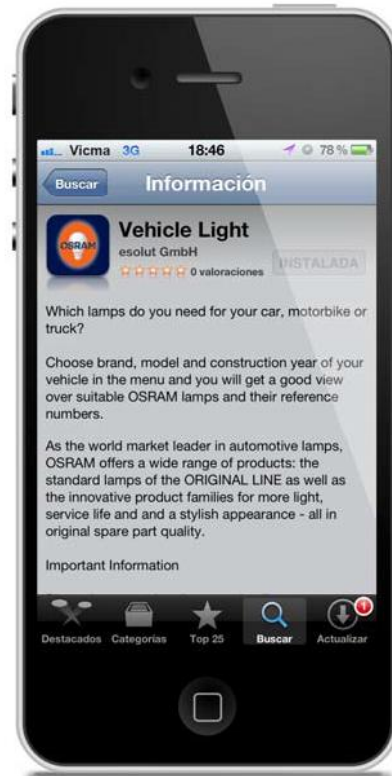 Vicma 3G 18:46 78 %
Buscar Información
OSRAM
Vehicle Light
esolut GmbH
0 valoraciones
INSTALADA
Which lamps do you need for your car, motorbike or
truck?
Choose brand, model and construction year of your
vehicle in the menu and you will get a good view
over suitable OSRAM lamps and their reference
numbers.
As the world market leader in automotive lamps,
OSRAM offers a wide range of products: the
standard lamps of the ORIGINAL LINE as well as
the innovative product families for more light,
service life and and a stylish appearance - all in
original spare part quality.
Important Information
1
Destacados Categorías Top 25 Buscar Actualizar